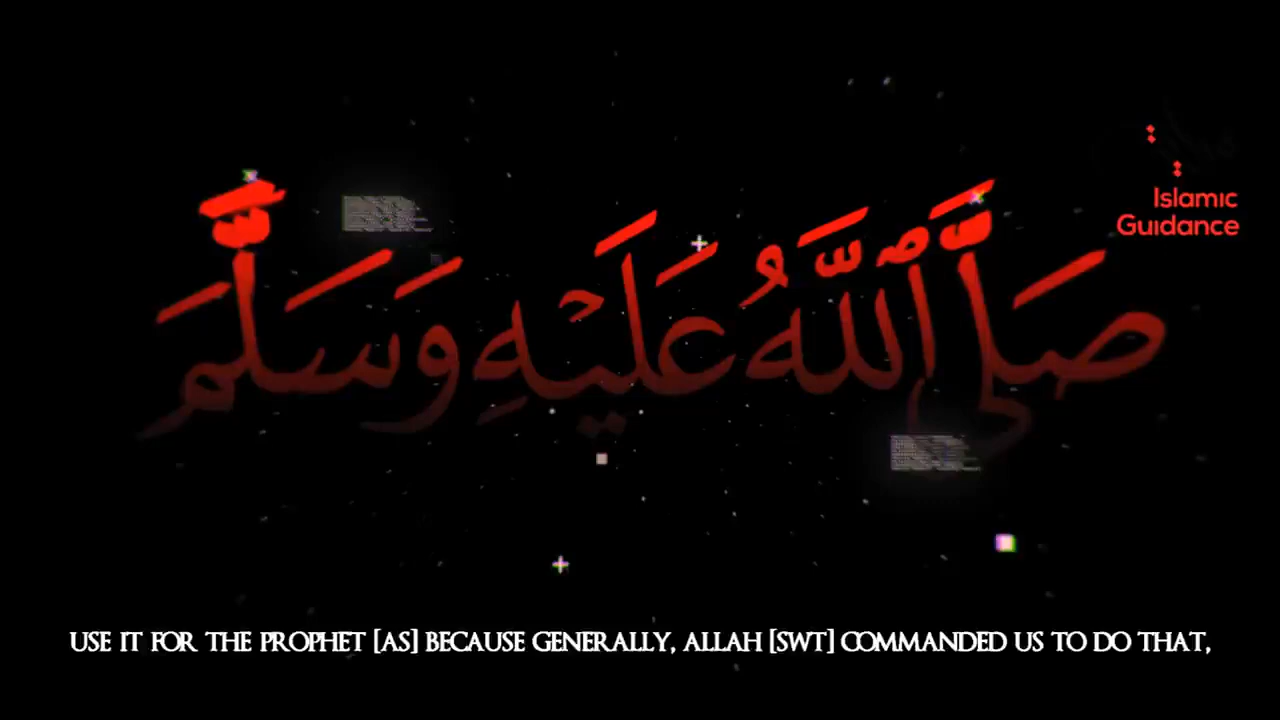 صَلَّى ٱللَّهُ عَلَيْهِ وَسَلَّمَ
Islamic
Guidance
USE IT FOR THE PROPHET [AS] BECAUSE GENERALLY, ALLAH [SWT] COMMANDED US TO DO THAT,